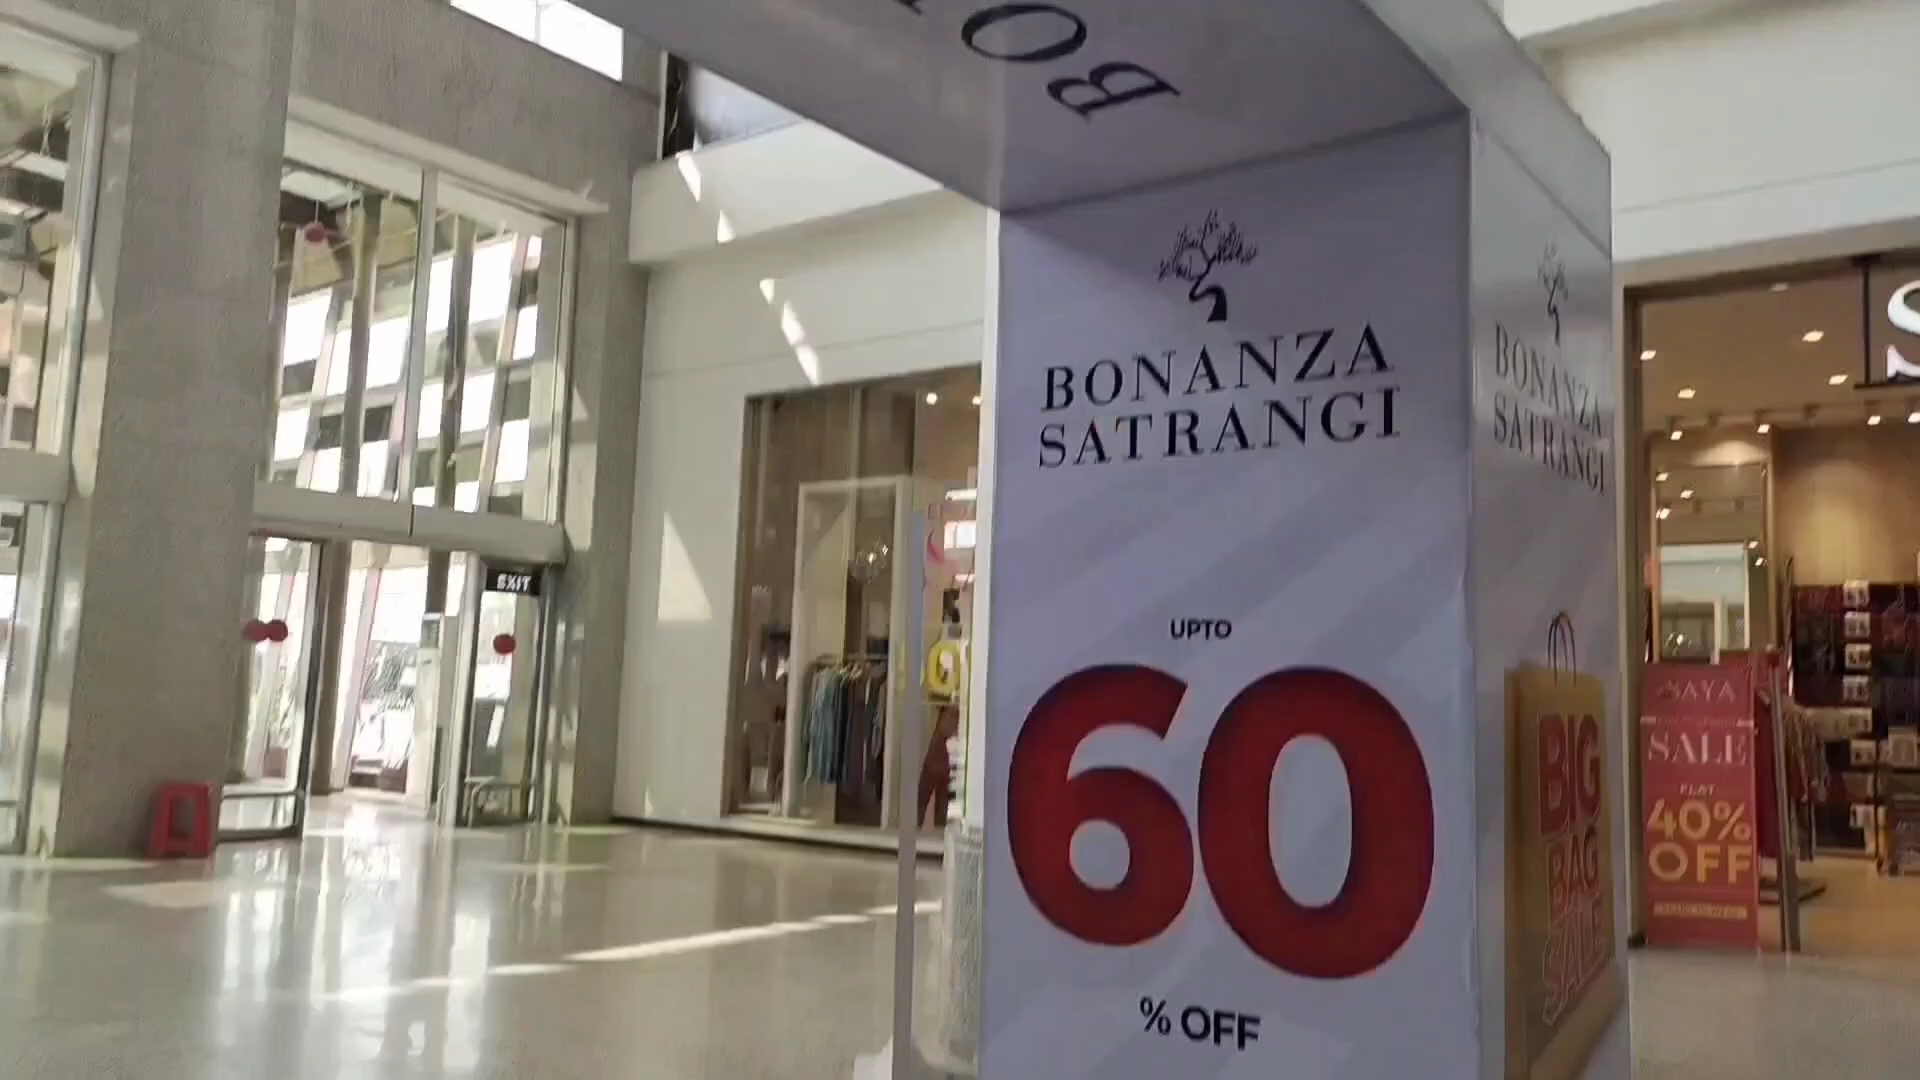 BO
BONANZA
SATRANGI
UPTO
60
% OFF
BONANZA
SATRANGI
BIG
BAG
SALE
EXIT
SAYA
SALE
FLAT
40%
OFF
S